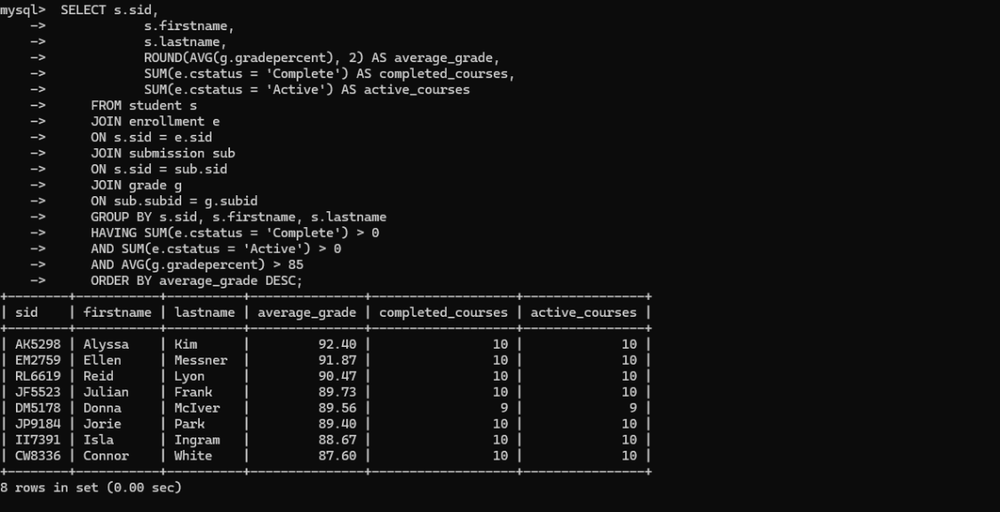 mysql>  SELECT s.sid,
    ->             s.firstname,
    ->             s.lastname,
    ->             ROUND(AVG(g.gradepercent), 2) AS average_grade,
    ->             SUM(e.cstatus = 'Complete') AS completed_courses,
    ->             SUM(e.cstatus = 'Active') AS active_courses
    ->      FROM student s
    ->      JOIN enrollment e
    ->      ON s.sid = e.sid
    ->      JOIN submission sub
    ->      ON s.sid = sub.sid
    ->      JOIN grade g
    ->      ON sub.subid = g.subid
    ->      GROUP BY s.sid, s.firstname, s.lastname
    ->      HAVING SUM(e.cstatus = 'Complete') > 0
    ->      AND SUM(e.cstatus = 'Active') > 0
    ->      AND AVG(g.gradepercent) > 85
    ->      ORDER BY average_grade DESC;
+--------+-----------+----------+---------------+-------------------+----------------+
| sid    | firstname | lastname | average_grade | completed_courses | active_courses |
+--------+-----------+----------+---------------+-------------------+----------------+
| AK5298 | Alyssa    | Kim      |         92.40 |                10 |             10 |
| EM2759 | Ellen     | Messner  |         91.87 |                10 |             10 |
| RL6619 | Reid      | Lyon     |         90.47 |                10 |             10 |
| JF5523 | Julian    | Frank    |         89.73 |                10 |             10 |
| DM5178 | Donna     | McIver   |         89.56 |                 9 |              9 |
| JP9184 | Jorie     | Park     |         89.40 |                10 |             10 |
| II7391 | Isla      | Ingram   |         88.67 |                10 |             10 |
| CW8336 | Connor    | White    |         87.60 |                10 |             10 |
+--------+-----------+----------+---------------+-------------------+----------------+
8 rows in set (0.00 sec)